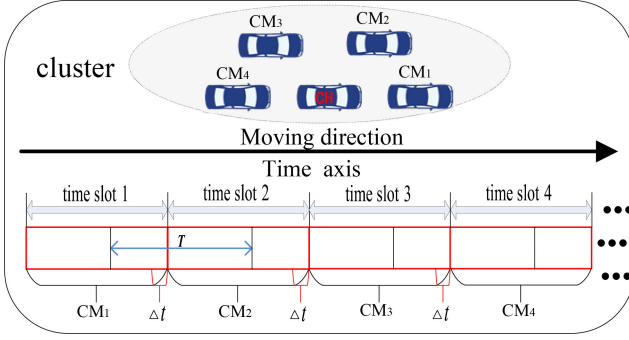 CM3 CM2
cluster
CM4 CH CM1
Moving direction
Time axis
time slot 1 time slot 2 time slot 3 time slot 4 •••
T •••
•••
CM1 △t CM2 △t CM3 △t CM4